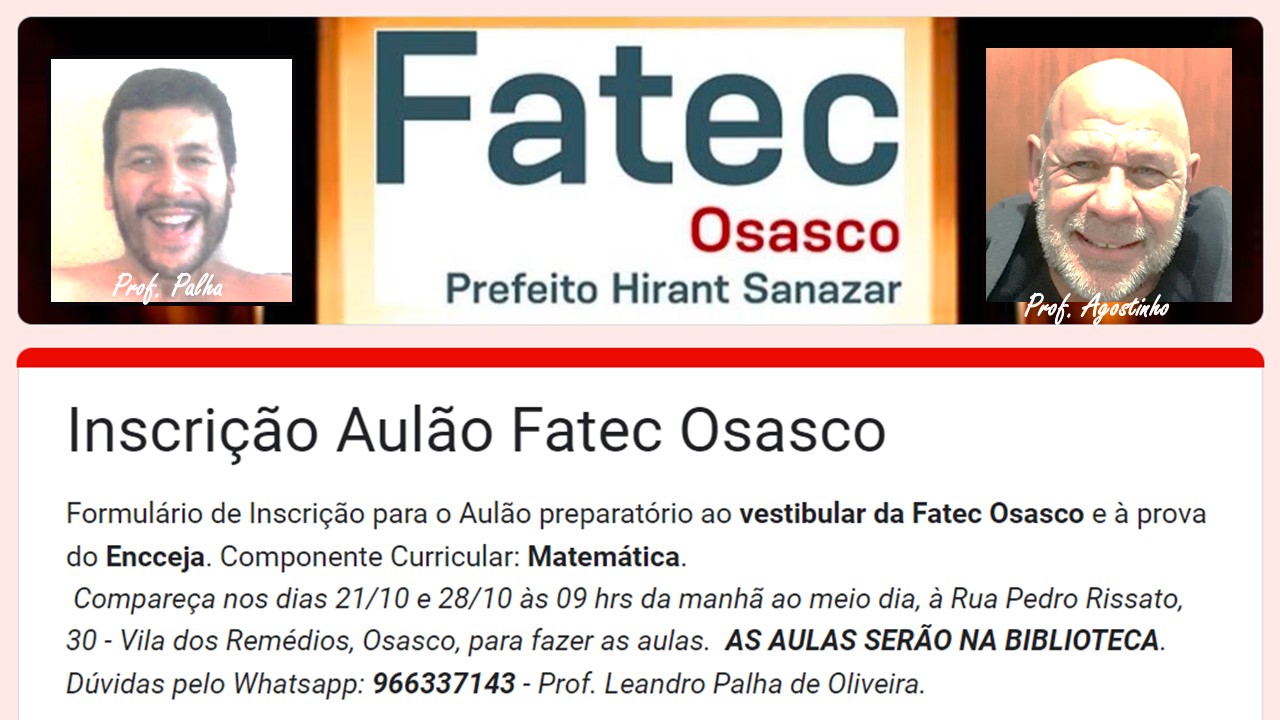 Fatec
Osasco
Prefeito Hirant Sanazar
Prof. Palha
Prof. Agostinho
Inscrição Aulão Fatec Osasco
Formulário de Inscrição para o Aulão preparatório ao vestibular da Fatec Osasco e à prova
do Encceja. Componente Curricular: Matemática.
Compareça nos dias 21/10 e 28/10 às 09 hrs da manhã ao meio dia, à Rua Pedro Rissato,
30 - Vila dos Remédios, Osasco, para fazer as aulas. AS AULAS SERÃO NA BIBLIOTECA.
Dúvidas pelo Whatsapp: 966337143 - Prof. Leandro Palha de Oliveira.